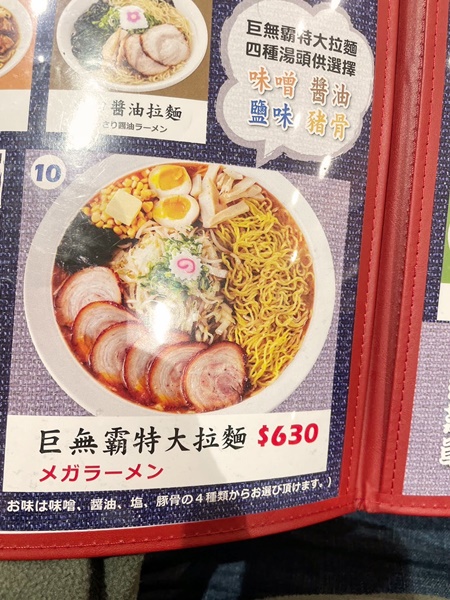 巨無霸特大拉麵
四種湯頭供選擇
味噌 醬油
鹽味 豬骨
醬油拉麵
さり醤油ラーメン
10
巨無霸特大拉麵 $630
メガラーメン
お味は味噌、醤油、塩、豚骨の4種類からお選び頂けます、)